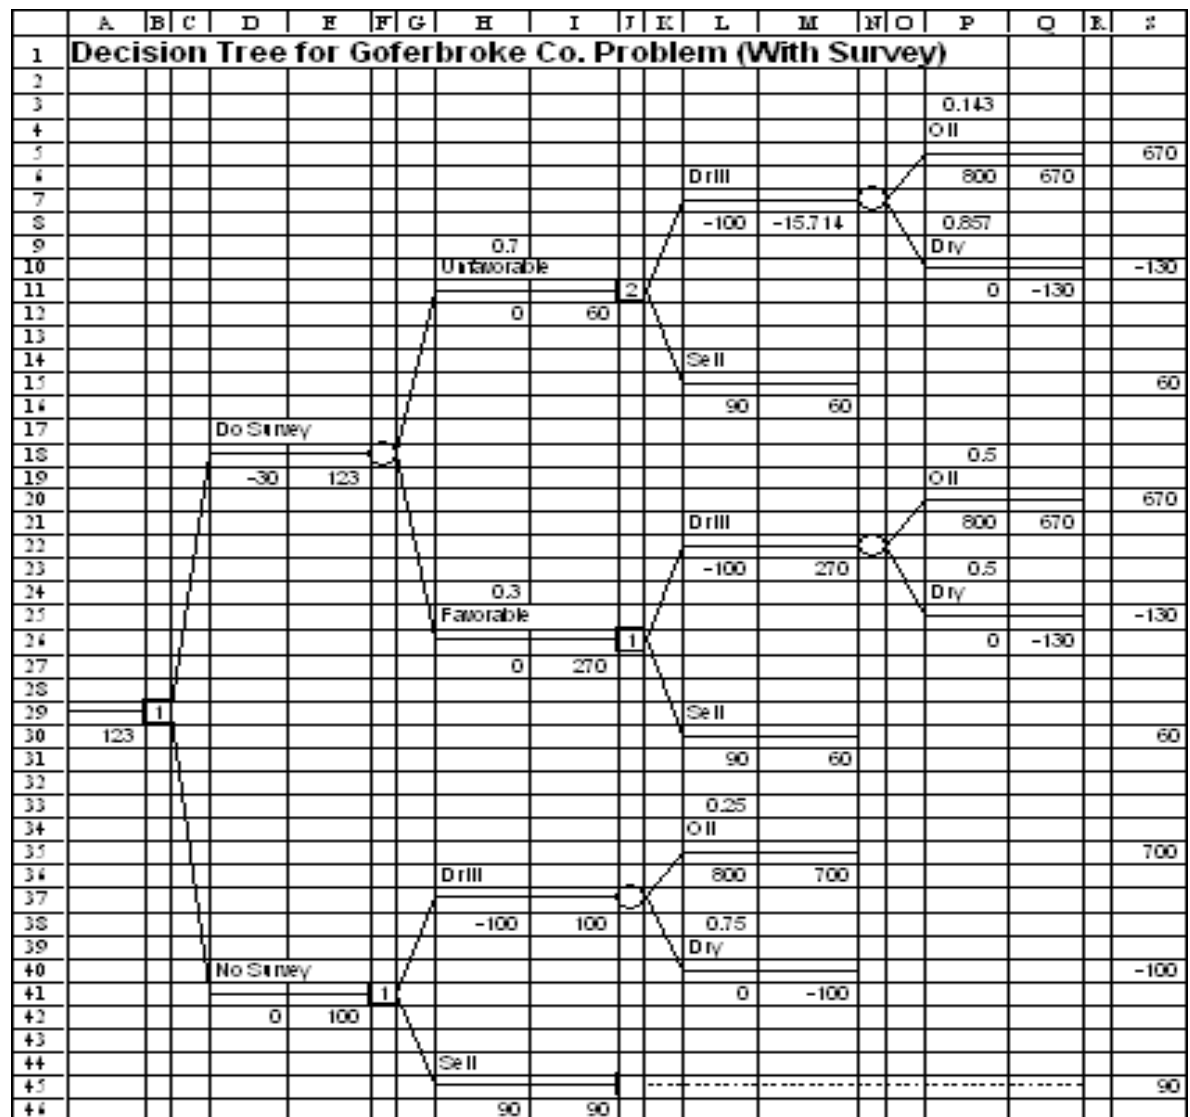 A B C D E F G H I J K L M N O P Q R S
1 Decision Tree for Goferbroke Co. Problem (With Survey)
2
3 0.143
4 Oil
5 670
6 Drill 800 670
7
8 -100 -15.714 0.857
9 0.7 Dry
10 Unfavorable -130
11 2 0 -130
12 0 60
13
14 Sell
15 60
16 90 60
17 Do Survey
18 0.5
19 -30 123 Oil
20 670
21 Drill 800 670
22
23 -100 270 0.5
24 0.3 Dry
25 Favorable -130
26 1 0 -130
27 0 270
28
29 1 Sell
30 123 60
31 90 60
32
33 0.25
34 Oil
35 700
36 Drill 800 700
37
38 -100 100 0.75
39 Dry
40 No Survey -100
41 1 0 -100
42 0 100
43
44 Sell
45 90
46 90 90